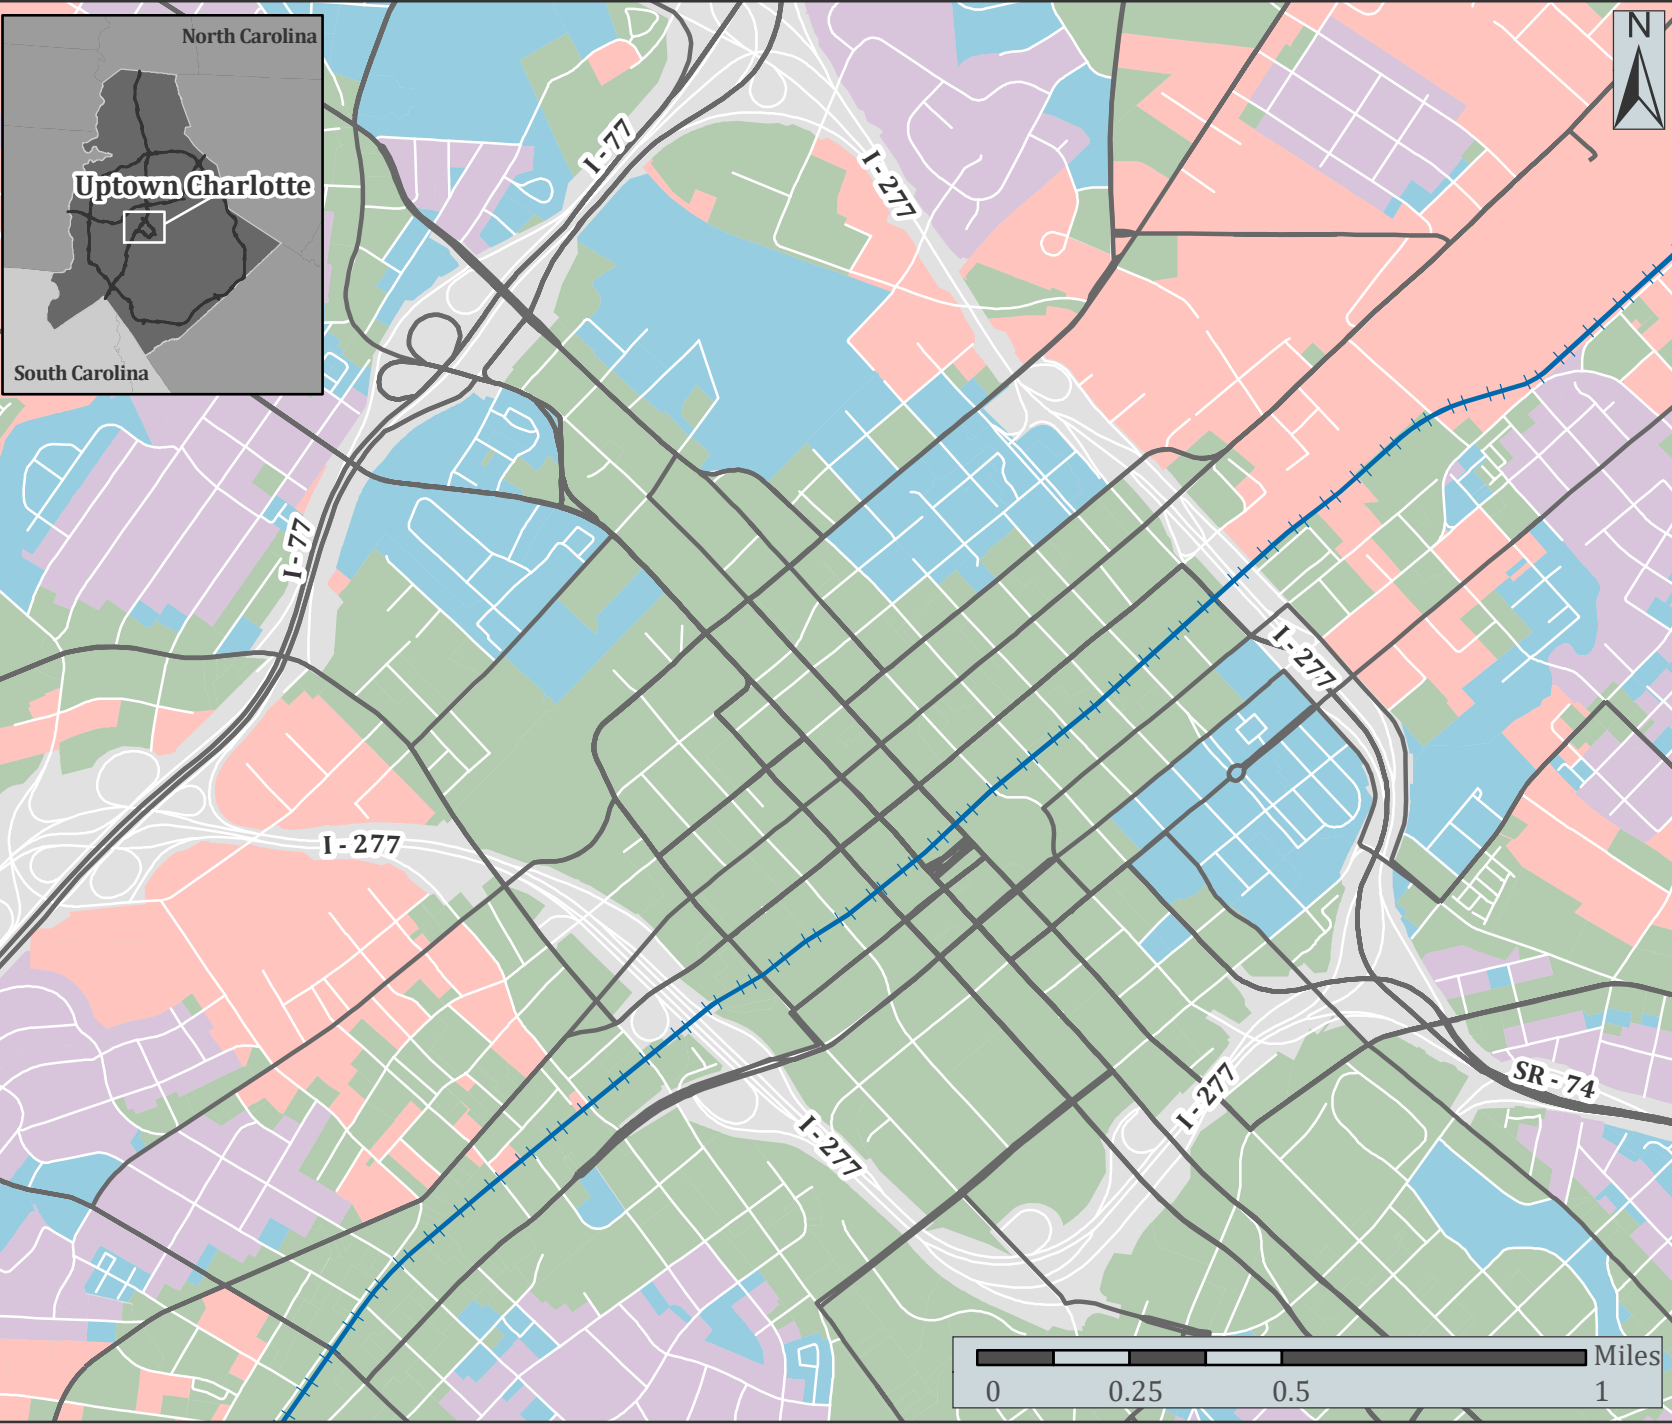 North Carolina
Uptown Charlotte
South Carolina
N
I - 77
I - 277
I - 77
I - 277
I - 277
I - 277
I - 277
SR - 74
Miles
0 0.25 0.5 1